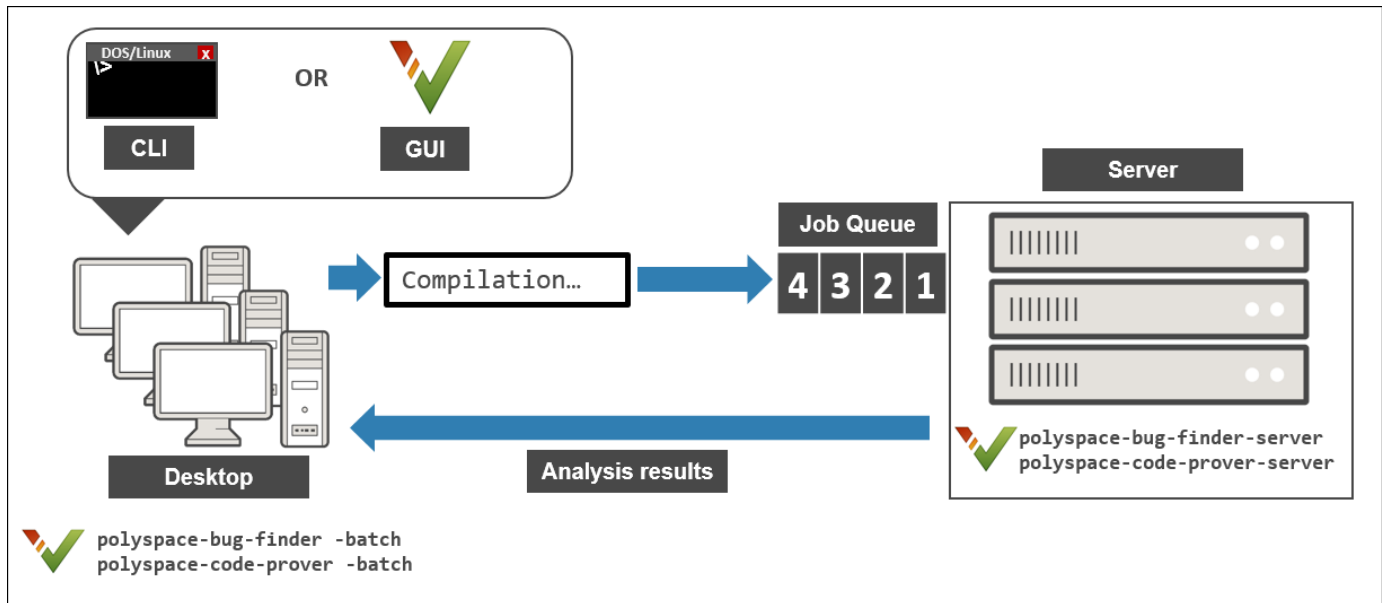 DOS/Linux X
\>
OR
CLI
GUI
Server
Job Queue
4 3 2 1
Compilation…
Analysis results
Desktop
polyspace-bug-finder-server
polyspace-code-prover-server
polyspace-bug-finder -batch
polyspace-code-prover -batch